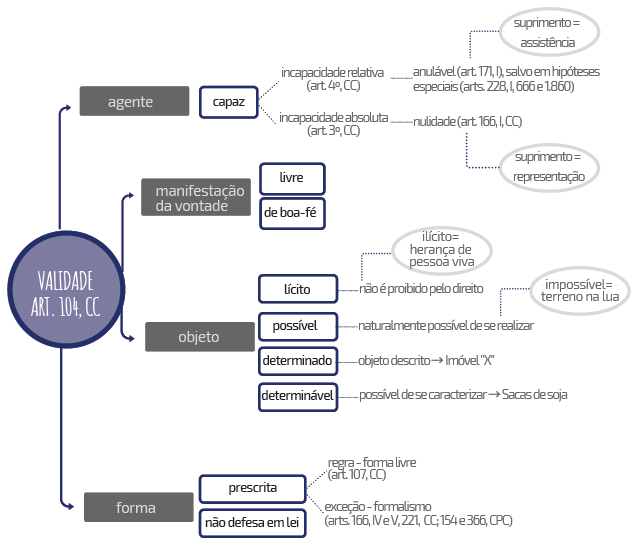 VALIDADE
ART. 104, CC
agente
capaz
incapacidade relativa
(art. 4º, CC)
anulável (art. 171, I), salvo em hipóteses
especiais (arts. 228, I, 666 e 1.860)
suprimento =
assistência
incapacidade absoluta
(art. 3º, CC)
nulidade (art. 166, I, CC)
suprimento =
representação
manifestação
da vontade
livre
de boa-fé
objeto
lícito
não é proibido pelo direito
ilícito=
herança de
pessoa viva
possível
naturalmente possível de se realizar
impossível=
terreno na lua
determinado
objeto descrito → Imóvel "X"
determinável
possível de se caracterizar → Sacas de soja
forma
prescrita
regra - forma livre
(art. 107, CC)
exceção - formalismo
(arts. 166, IV e V, 221, CC; 154 e 366, CPC)
não defesa em lei